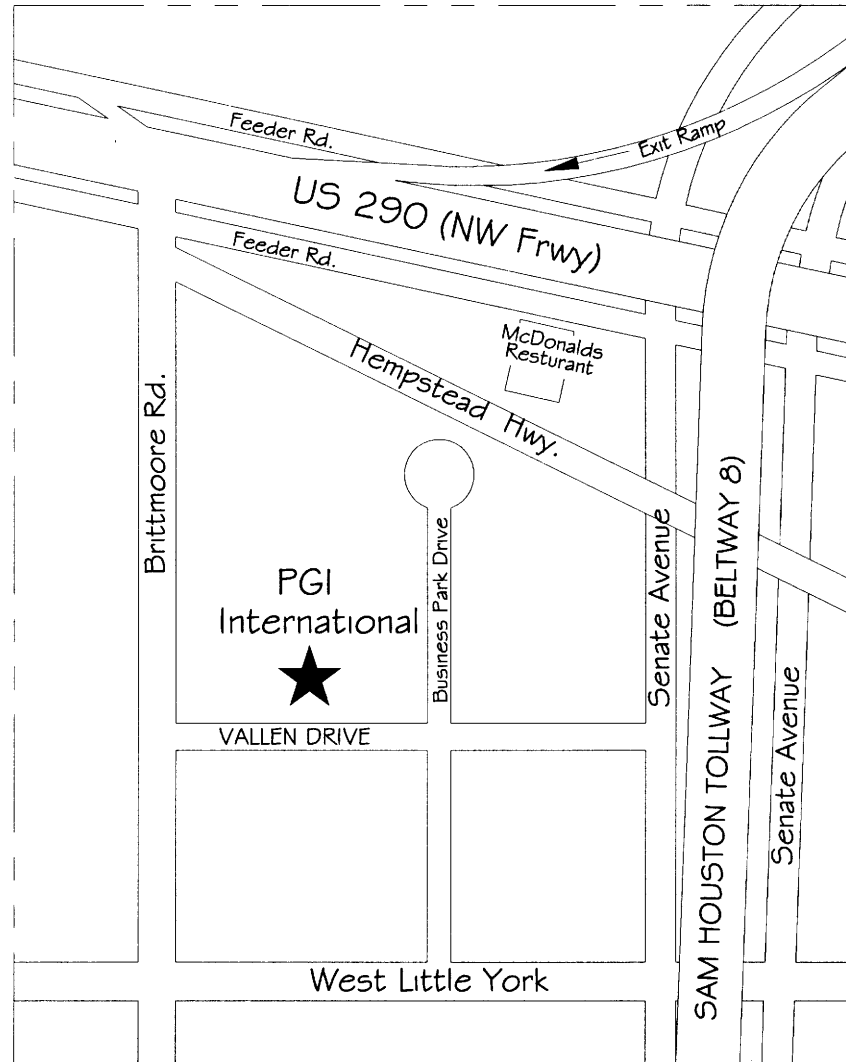 Feeder Rd.
Exit Ramp
US 290 (NW Frwy)
Feeder Rd.
McDonalds
Resturant
Hempstead Hwy.
Brittmoore Rd.
PGI
International
Business Park Drive
Senate Avenue
SAM HOUSTON TOLLWAY (BELTWAY 8)
Senate Avenue
VALLEN DRIVE
West Little York